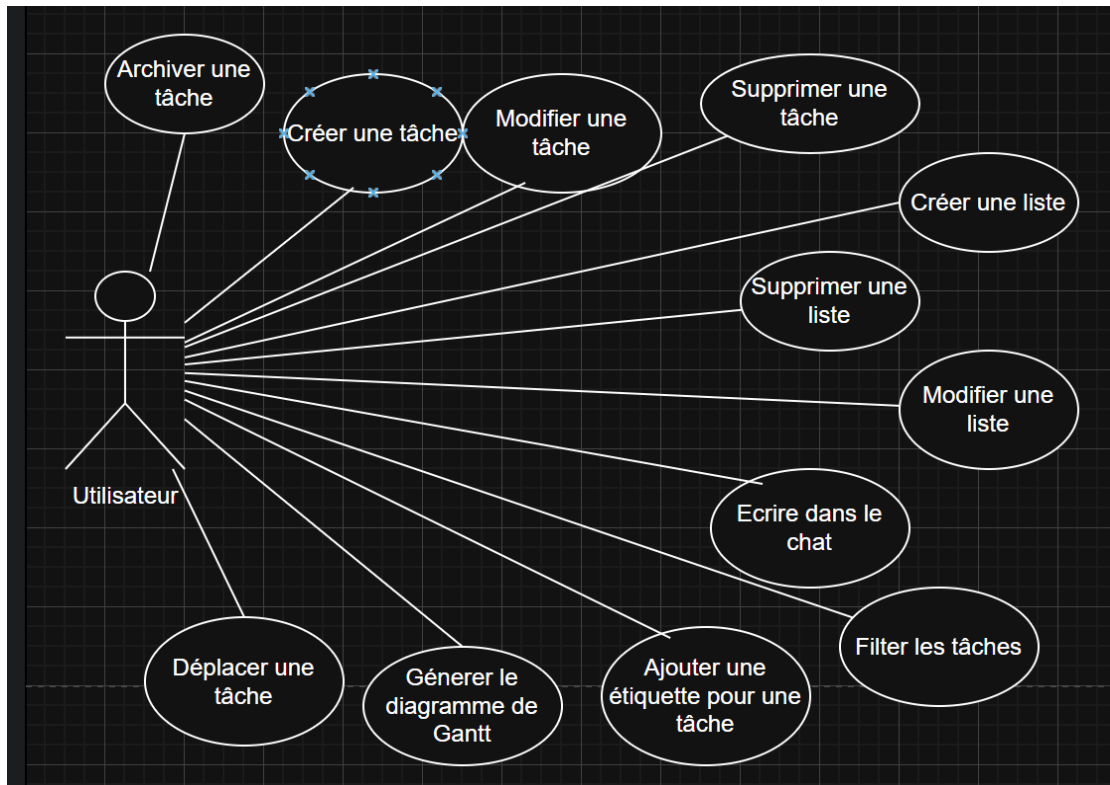 Archiver une
tâche
Créer une tâche
Modifier une
tâche
Supprimer une
tâche
Créer une liste
Supprimer une
liste
Modifier une
liste
Utilisateur
Ecrire dans le
chat
Filter les tâches
Déplacer une
tâche
Génerer le
diagramme de
Gantt
Ajouter une
étiquette pour une
tâche